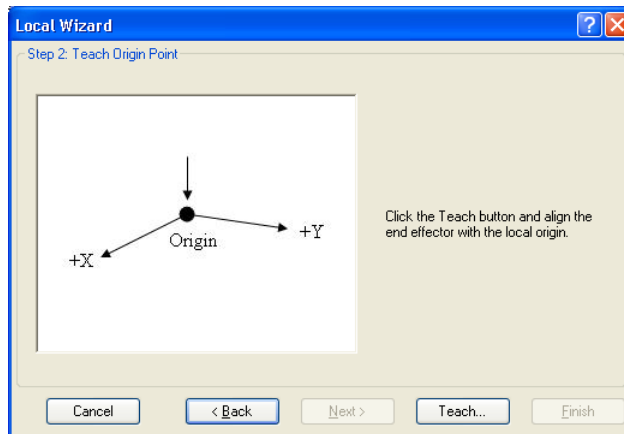 Local Wizard
Step 2: Teach Origin Point
Origin
+X
+Y
Click the Teach button and align the
end effector with the local origin.
Cancel
< Back
Next >
Teach...
Finish